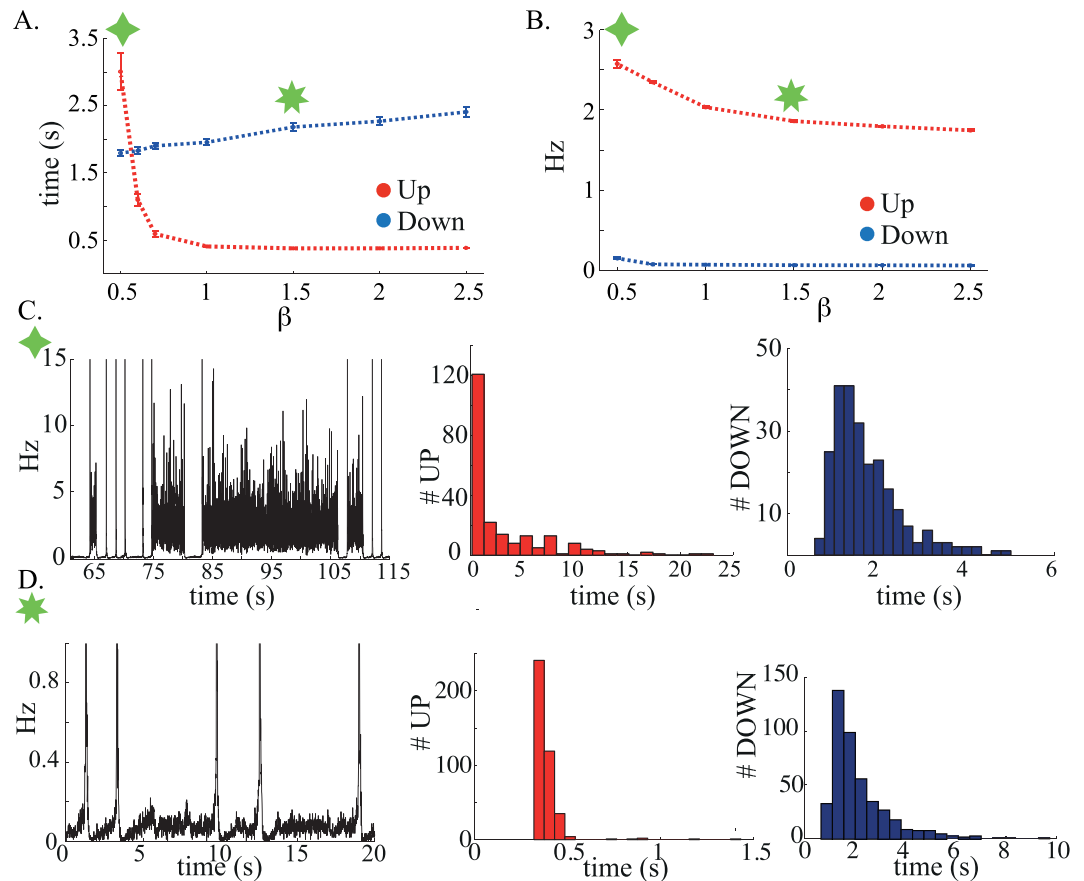 A.
3.5
2.5
1.5
0.5
time (s)
Up
Down
0.5 1 1.5 2 2.5
β
B.
3
2
1
0
Hz
Up
Down
0.5 1 1.5 2 2.5
β
C.
15
10
5
0
Hz
65 75 85 95 105 115
time (s)
120
80
40
0
# UP
0 5 10 15 20 25
time (s)
50
30
10
# DOWN
0 2 4 6
time (s)
D.
0.8
0.4
0
Hz
0 5 10 15 20
time (s)
200
100
0
# UP
0.5 1 1.5
time (s)
150
100
50
0
# DOWN
0 2 4 6 8 10
time (s)